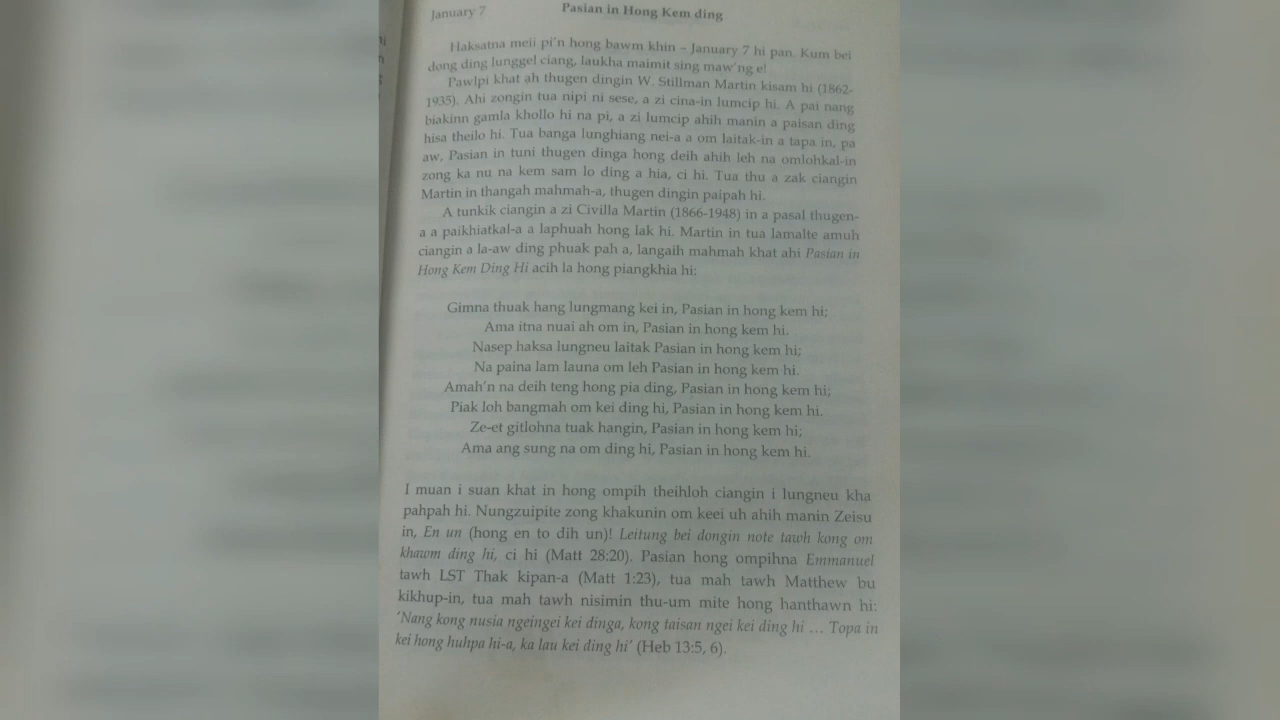 January 7
Pasian in Hong Kem ding
Haksatna meii pi'n hong bawm khin – January 7 hi pan. Kum bei
dong ding lunggel ciang, laukha maimit sing maw'ng e!
Pawlpi khat ah thugen dingin W. Stillman Martin kisam hi (1862-
1935). Ahi zongin tua nipi ni sese, a zi cina-in lumcip hi. A pai nang
biakinn gamla khollo hi na pi, a zi lumcip ahih manin a paisan ding
hisa theilo hi. Tua banga lunghiang nei-a a om laitak-in a tapa in, pa
aw, Pasian in tuni thugen dinga hong deih ahih leh na omlohkal-in
zong ka nu na kem sam lo ding a hia, ci hi. Tua thu a zak ciangin
Martin in thangah mahmah-a, thugen dingin paipah hi.
A tunkik ciangin a zi Civilla Martin (1866-1948) in a pasal thugen-
a a paikhiatkal-a a laphuah hong lak hi. Martin in tua lamalte amuh
ciangin a la-aw ding phuak pah a, langaih mahmah khat ahi Pasian in
Hong Kem Ding Hi acih la hong piangkhia hi:
Gimna thuak hang lungmang kei in, Pasian in hong kem hi;
Ama itna nuai ah om in, Pasian in hong kem hi.
Nasep haksa lungneu laitak Pasian in hong kem hi;
Na paina lam launa om leh Pasian in hong kem hi.
Amah'n na deih teng hong pia ding, Pasian in hong kem hi;
Piak loh bangmah om kei ding hi, Pasian in hong kem hi.
Ze-et gitlohna tuak hangin, Pasian in hong kem hi;
Ama ang sung na om ding hi, Pasian in hong kem hi.
I muan i suan khat in hong ompih theihloh ciangin i lungneu kha
pahpah hi. Nungzuipite zong khakunin om keei uh ahih manin Zeisu
in, En un (hong en to dih un)! Leitung bei dongin note tawh kong om
khawm ding hi, ci hi (Matt 28:20). Pasian hong ompihna Emmanuel
tawh LST Thak kipan-a (Matt 1:23), tua mah tawh Matthew bu
kikhup-in, tua mah tawh nisimin thu-um mite hong hanthawn hi:
'Nang kong nusia ngeingei kei dinga, kong taisan ngei kei ding hi … Topa in
kei hong huhpa hi-a, ka lau kei ding hi' (Heb 13:5, 6).